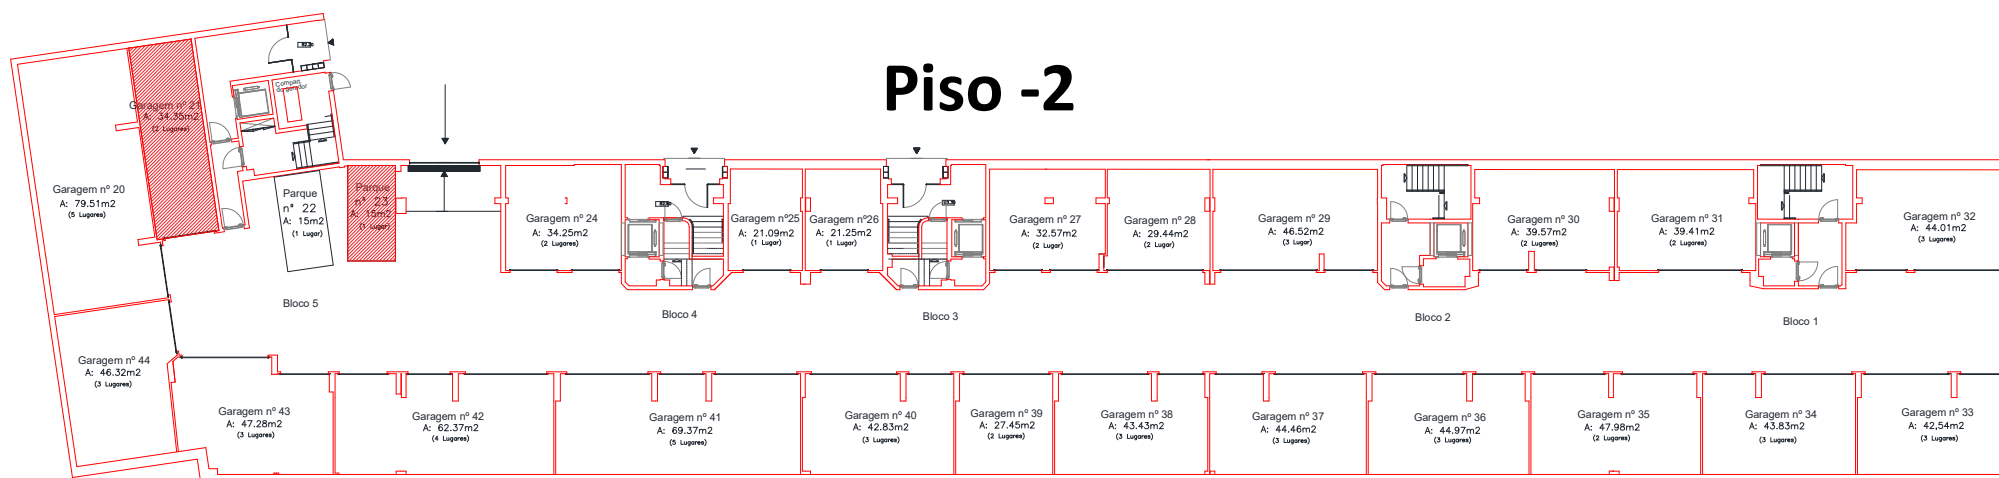 Piso -2
Compart.
do gerador
Garagem nº 21
A: 34.35m2
(2 Lugares)
Garagem nº 20
A: 79.51m2
(5 Lugares)
Parque
nº 22
A: 15m2
(1 Lugar)
Parque
nº 23
A: 15m2
(1 Lugar)
Garagem nº 24
A: 34.25m2
(2 Lugares)
Garagem nº25
A: 21.09m2
(1 Lugar)
Garagem nº26
A: 21.25m2
(1 Lugar)
Garagem nº 27
A: 32.57m2
(2 Lugar)
Garagem nº 28
A: 29.44m2
(2 Lugar)
Garagem nº 29
A: 46.52m2
(3 Lugar)
Garagem nº 30
A: 39.57m2
(2 Lugares)
Garagem nº 31
A: 39.41m2
(2 Lugares)
Garagem nº 32
A: 44.01m2
(3 Lugares)
Bloco 5
Bloco 4
Bloco 3
Bloco 2
Bloco 1
Garagem nº 44
A: 46.32m2
(3 Lugares)
Garagem nº 43
A: 47.28m2
(3 Lugares)
Garagem nº 42
A: 62.37m2
(4 Lugares)
Garagem nº 41
A: 69.37m2
(5 Lugares)
Garagem nº 40
A: 42.83m2
(3 Lugares)
Garagem nº 39
A: 27.45m2
(2 Lugares)
Garagem nº 38
A: 43.43m2
(3 Lugares)
Garagem nº 37
A: 44.46m2
(3 Lugares)
Garagem nº 36
A: 44.97m2
(3 Lugares)
Garagem nº 35
A: 47.98m2
(2 Lugares)
Garagem nº 34
A: 43.83m2
(3 Lugares)
Garagem nº 33
A: 42,54m2
(3 Lugares)